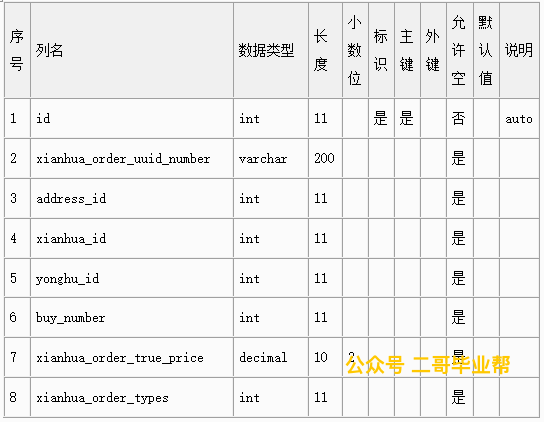 序号 列名 数据类型 长度 小数位 标识 主键 外键 允许空 默认值 说明
1 id int 11 是 是 否 auto
2 xianhua_order_uuid_number varchar 200 是
3 address_id int 11 是
4 xianhua_id int 11 是
5 yonghu_id int 11 是
6 buy_number int 11 是
7 xianhua_order_true_price decimal 10 2 是
公众号 二哥毕业帮
8 xianhua_order_types int 11 是